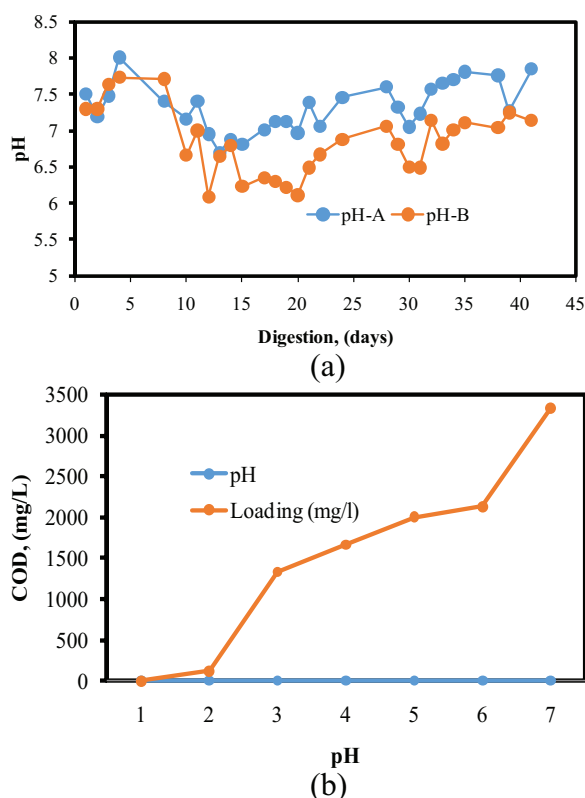 8.5
8
7.5
7
6.5
6
5.5
5
pH
pH-A pH-B
0 5 10 15 20 25 30 35 40 45
Digestion, (days)
(a)
3500
3000
2500
2000
1500
1000
500
0
COD, (mg/L)
pH
Loading (mg/l)
1 2 3 4 5 6 7
pH
(b)